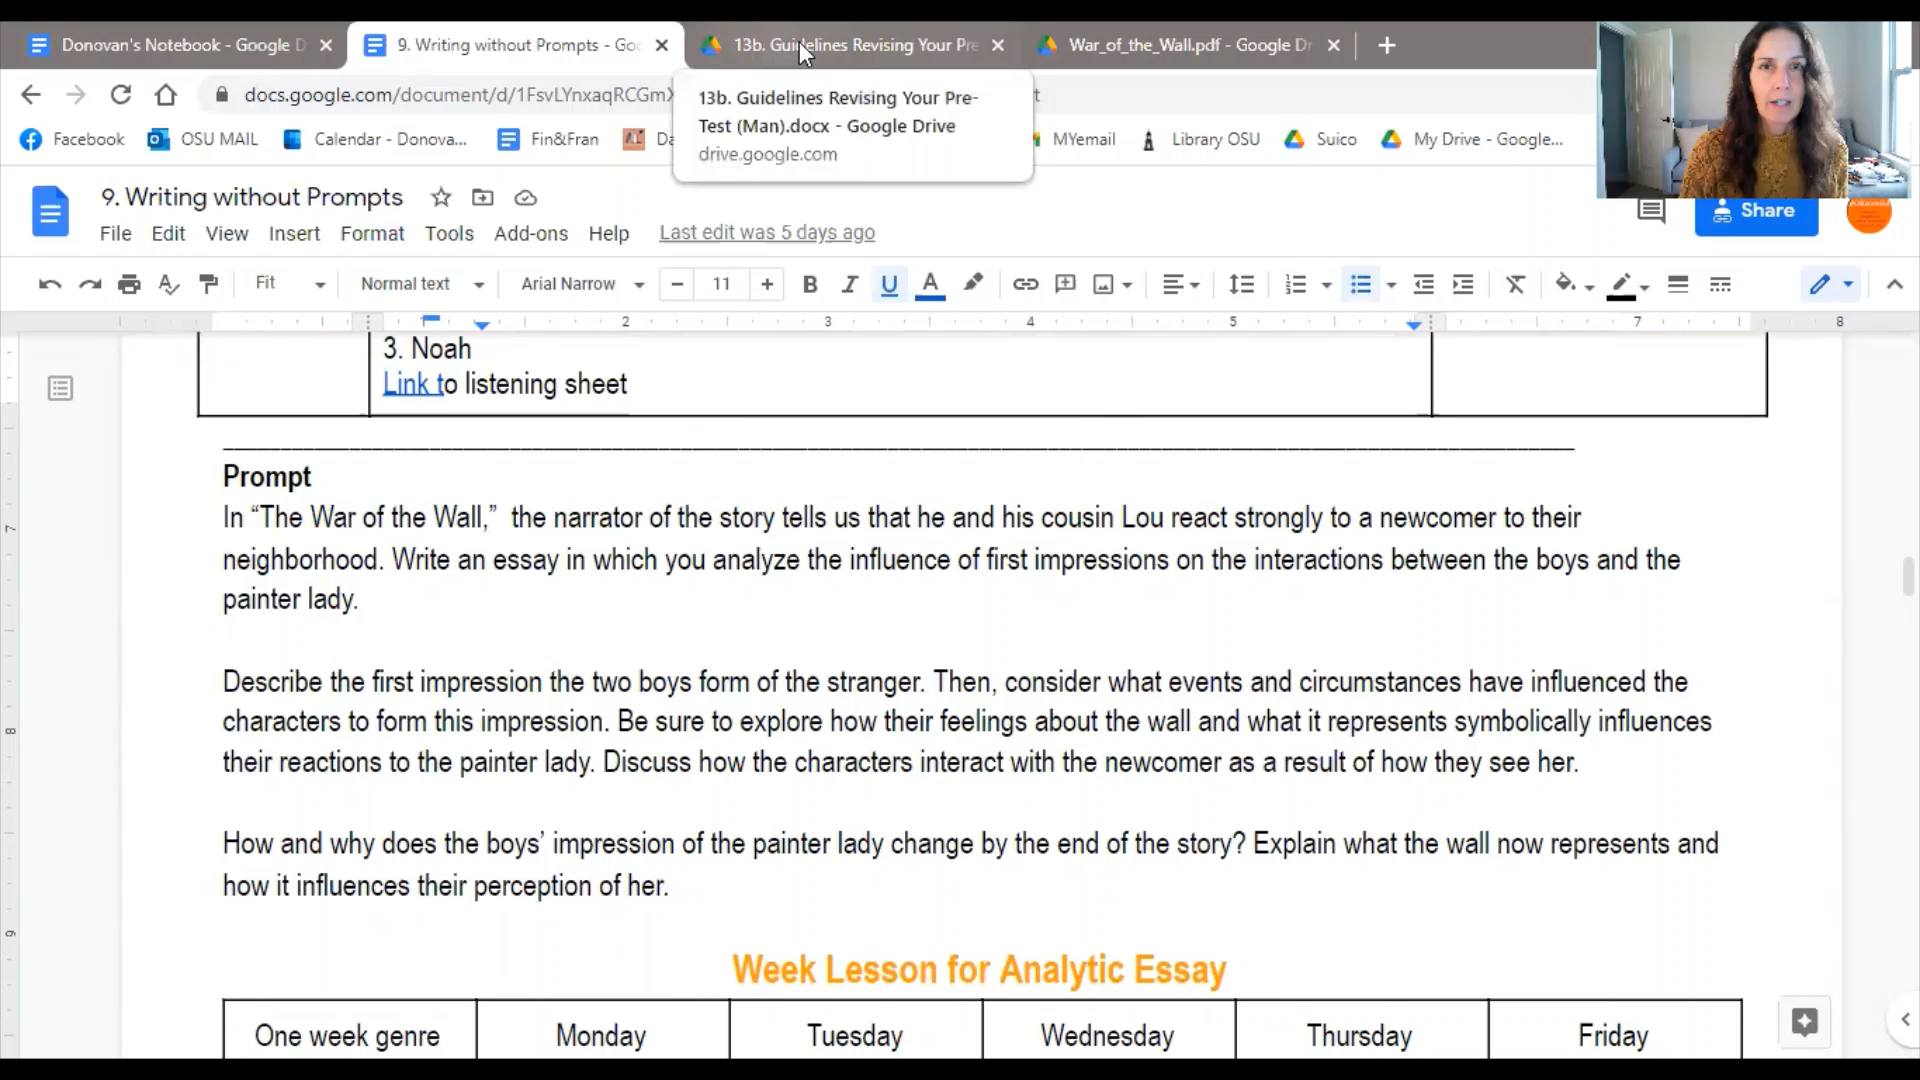 Donovan's Notebook - Google D
9. Writing without Prompts - Goo
13b. Guidelines Revising Your Pre
War_of_the_Wall.pdf - Google Dr
docs.google.com/document/d/1FsvLYnxaqRCGmX
13b. Guidelines Revising Your Pre-
Test (Man).docx - Google Drive
drive.google.com
Facebook
OSU MAIL
Calendar - Donova...
Fin&Fran
Da
MYemail
Library OSU
Suico
My Drive - Google...
9. Writing without Prompts
Share
File Edit View Insert Format Tools Add-ons Help Last edit was 5 days ago
Fit Normal text Arial Narrow 11 B I U A
2 3 4 5 7 8
3. Noah
Link to listening sheet
Prompt
In “The War of the Wall,” the narrator of the story tells us that he and his cousin Lou react strongly to a newcomer to their
neighborhood. Write an essay in which you analyze the influence of first impressions on the interactions between the boys and the
painter lady.
Describe the first impression the two boys form of the stranger. Then, consider what events and circumstances have influenced the
characters to form this impression. Be sure to explore how their feelings about the wall and what it represents symbolically influences
their reactions to the painter lady. Discuss how the characters interact with the newcomer as a result of how they see her.
How and why does the boys’ impression of the painter lady change by the end of the story? Explain what the wall now represents and
how it influences their perception of her.
Week Lesson for Analytic Essay
One week genre Monday Tuesday Wednesday Thursday Friday
7
8
9